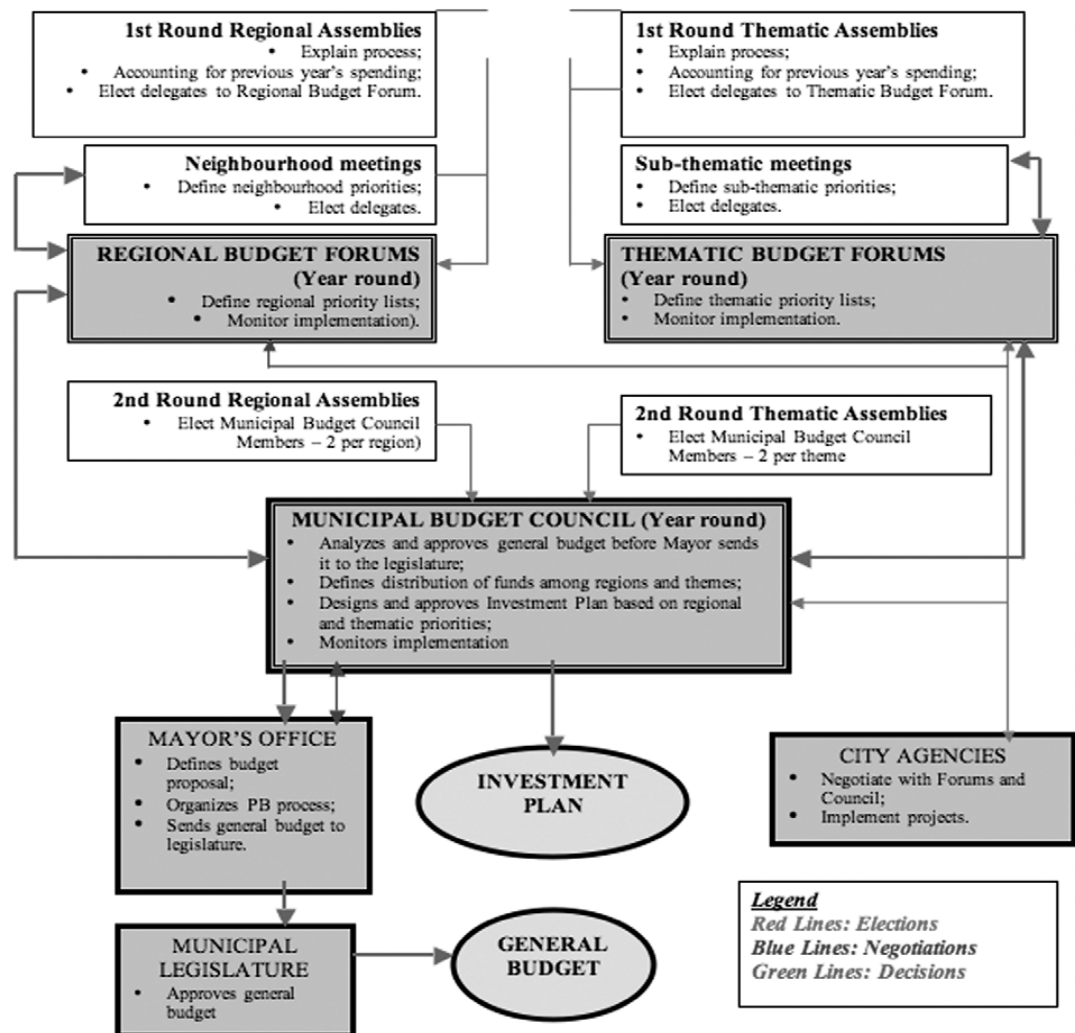 1st Round Regional Assemblies
• Explain process;
• Accounting for previous year's spending;
• Elect delegates to Regional Budget Forum.
1st Round Thematic Assemblies
• Explain process;
• Accounting for previous year's spending;
• Elect delegates to Thematic Budget Forum.
Neighbourhood meetings
• Define neighbourhood priorities;
• Elect delegates.
Sub-thematic meetings
• Define sub-thematic priorities;
• Elect delegates.
REGIONAL BUDGET FORUMS
(Year round)
• Define regional priority lists;
• Monitor implementation).
THEMATIC BUDGET FORUMS
(Year round)
• Define thematic priority lists;
• Monitor implementation.
2nd Round Regional Assemblies
• Elect Municipal Budget Council
Members – 2 per region)
2nd Round Thematic Assemblies
• Elect Municipal Budget Council
Members – 2 per theme
MUNICIPAL BUDGET COUNCIL (Year round)
• Analyzes and approves general budget before Mayor sends
it to the legislature;
• Defines distribution of funds among regions and themes;
• Designs and approves Investment Plan based on regional
and thematic priorities;
• Monitors implementation
MAYOR'S OFFICE
• Defines budget
proposal;
• Organizes PB process;
• Sends general budget to
legislature.
INVESTMENT
PLAN
CITY AGENCIES
• Negotiate with Forums and
Council;
• Implement projects.
MUNICIPAL
LEGISLATURE
• Approves general
budget
GENERAL
BUDGET
Legend
Red Lines: Elections
Blue Lines: Negotiations
Green Lines: Decisions